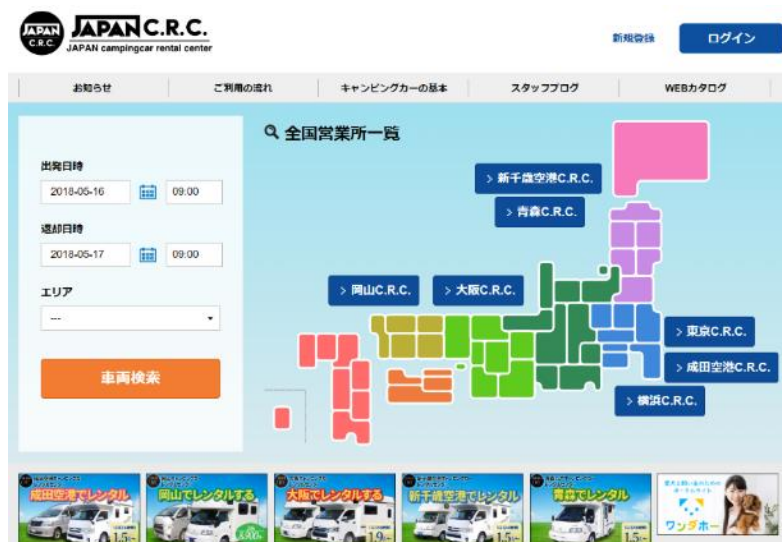 JAPAN
C.R.C.
JAPAN C.R.C.
JAPAN campingcar rental center
新規登録
ログイン
お知らせ
ご利用の流れ
キャンピングカーの基本
スタッフブログ
WEBカタログ
出発日時
2018-05-16
09:00
返却日時
2018-05-17
09:00
エリア
---
車両検索
全国営業所一覧
> 新千歳空港C.R.C.
> 青森C.R.C.
> 岡山C.R.C.
> 大阪C.R.C.
> 東京C.R.C.
> 成田空港C.R.C.
> 横浜C.R.C.
成田空港でレンタル
1.5
岡山でレンタルする
大阪でレンタルする
1.9
新千歳空港でレンタル
1.5
青森でレンタル
1.5
ワンダホー